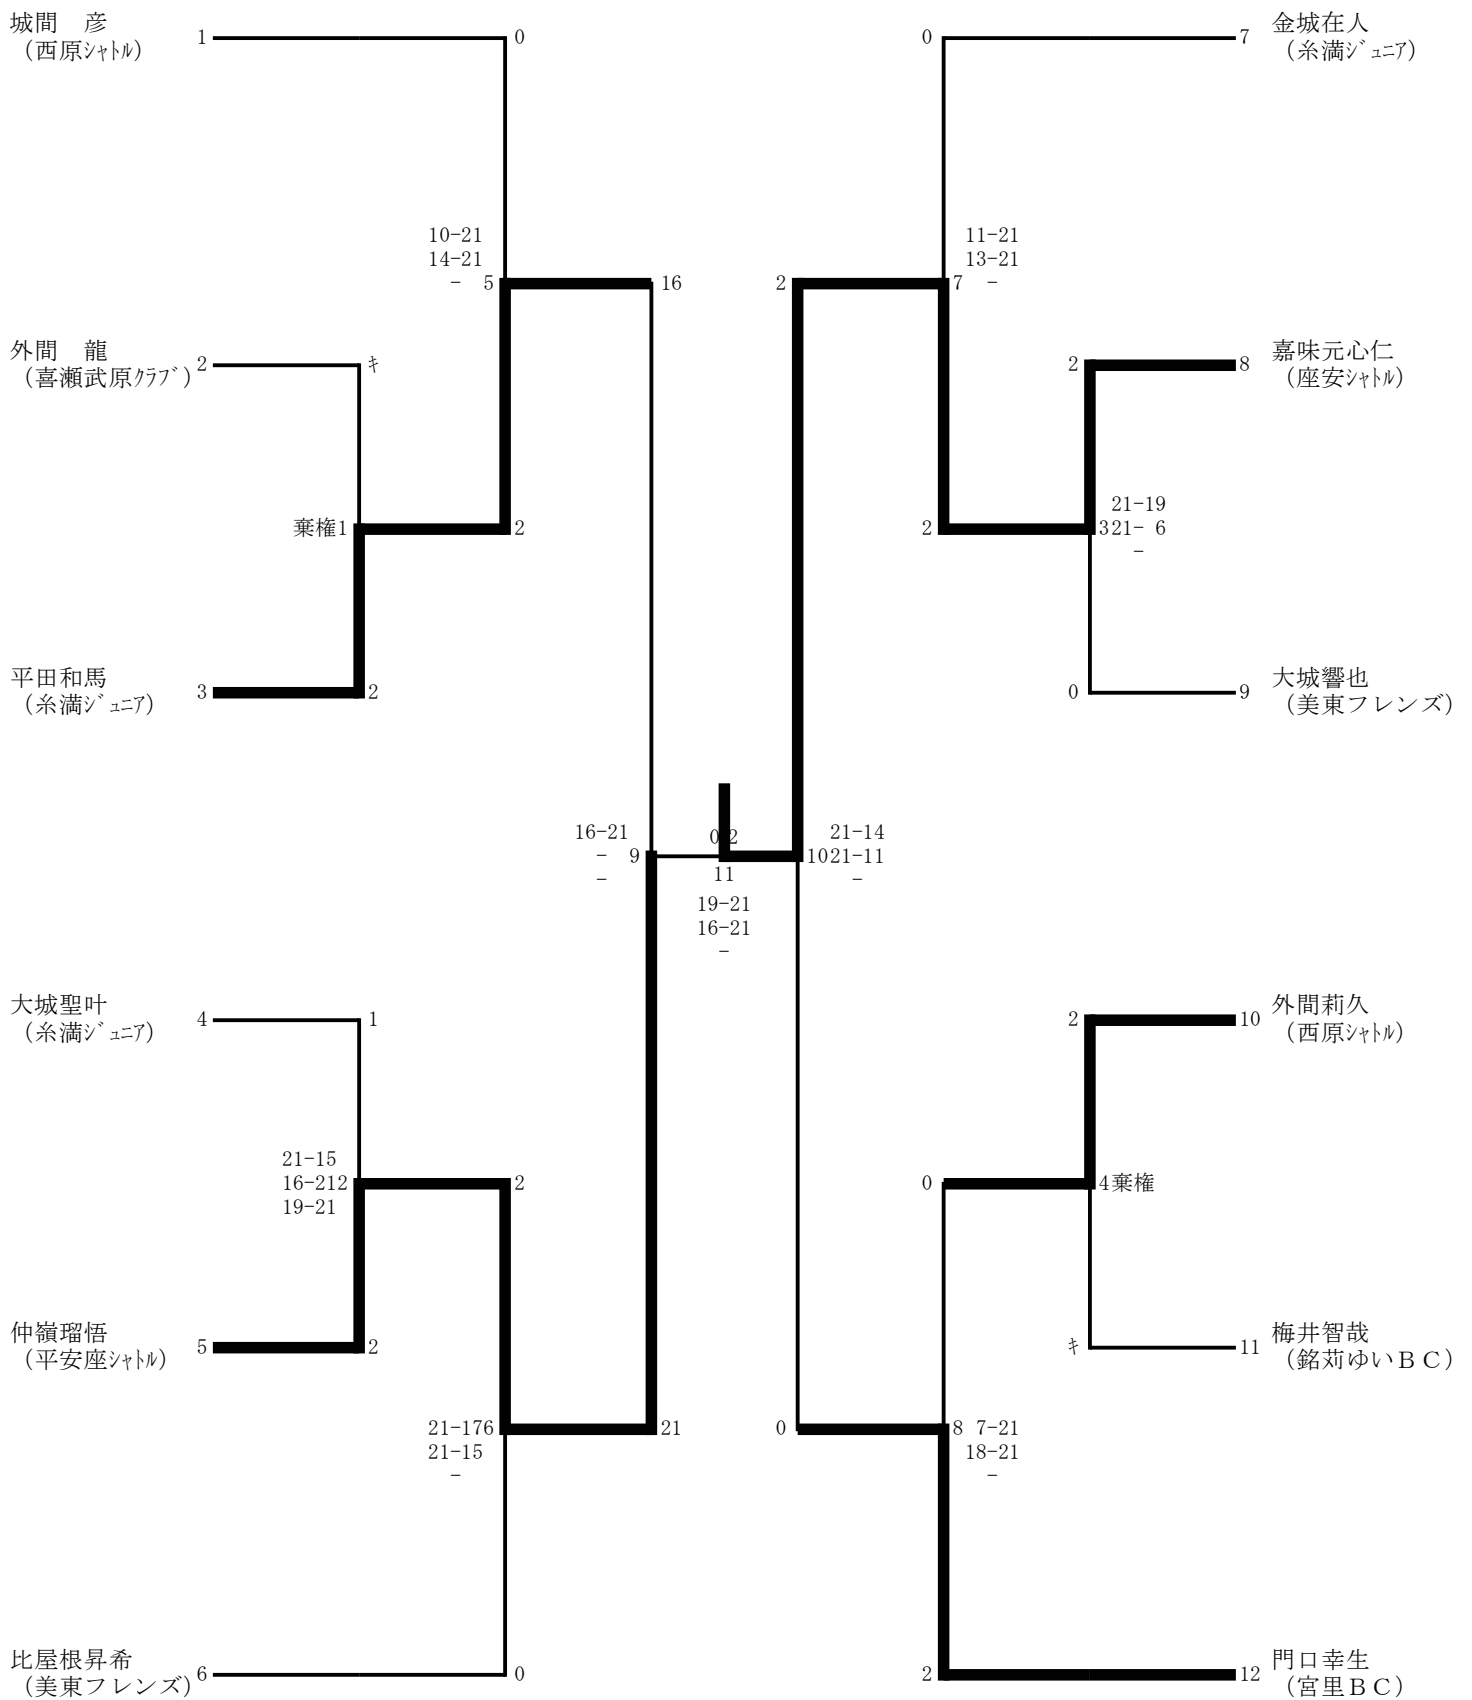 城間　彦
（西原ｼｬﾄﾙ）
1
0
0
7
金城在人
（糸満ｼﾞｭﾆｱ）
10-21
14-21
-
5
16
2
7
11-21
13-21
-
外間　龍
（喜瀬武原ｸﾗﾌﾞ）
2
ｷ
2
8
嘉味元心仁
（座安ｼｬﾄﾙ）
棄権1
2
2
3
21-19
21- 6
-
平田和馬
（糸満ｼﾞｭﾆｱ）
3
2
0
9
大城響也
（美東フレンズ）
16-21
-
-
9
0 2
11
19-21
16-21
-
10
21-14
21-11
-
大城聖叶
（糸満ｼﾞｭﾆｱ）
4
1
2
10
外間莉久
（西原ｼｬﾄﾙ）
21-15
16-21
19-21
2
2
0
4棄権
仲嶺瑠悟
（平安座ｼｬﾄﾙ）
5
2
ｷ
11
梅井智哉
（銘苅ゆいＢＣ）
21-17
21-15
-
6
21
0
8
7-21
18-21
-
比屋根昇希
（美東フレンズ）
6
0
2
12
門口幸生
（宮里ＢＣ）